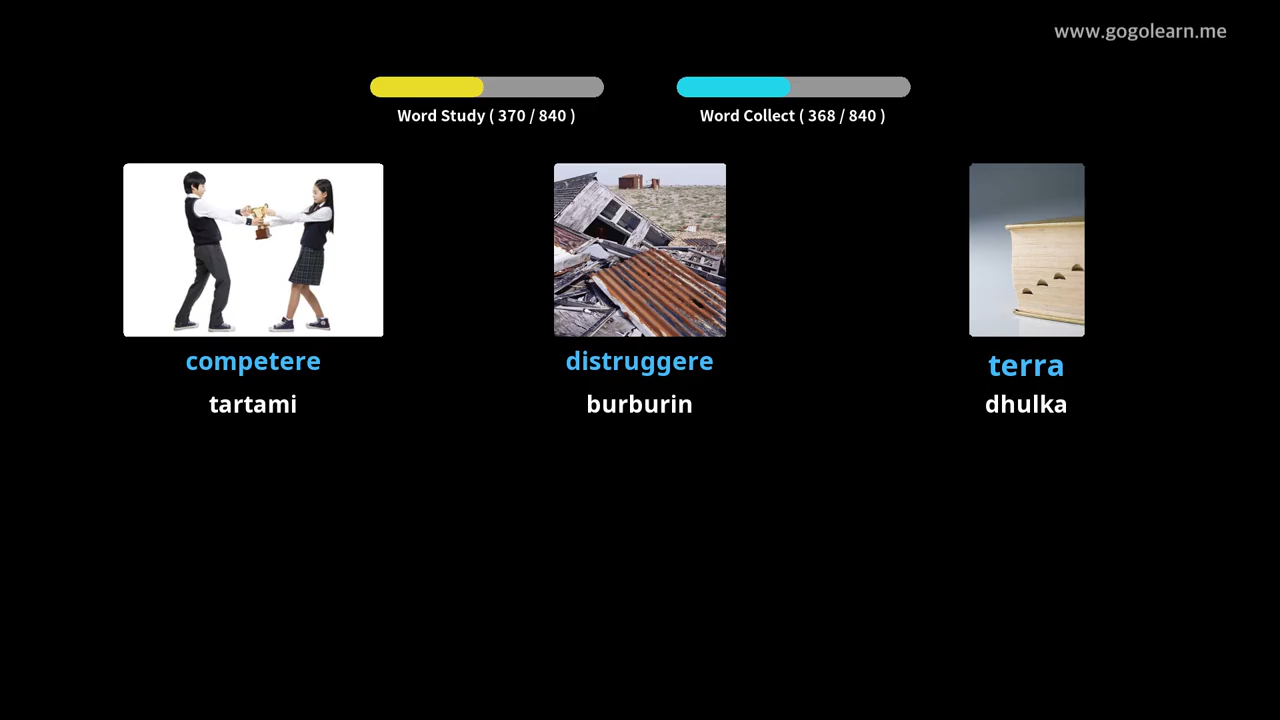 www.gogolearn.me
Word Study ( 370 / 840 )
Word Collect ( 368 / 840 )
competere
tartami
distruggere
burburin
terra
dhulka